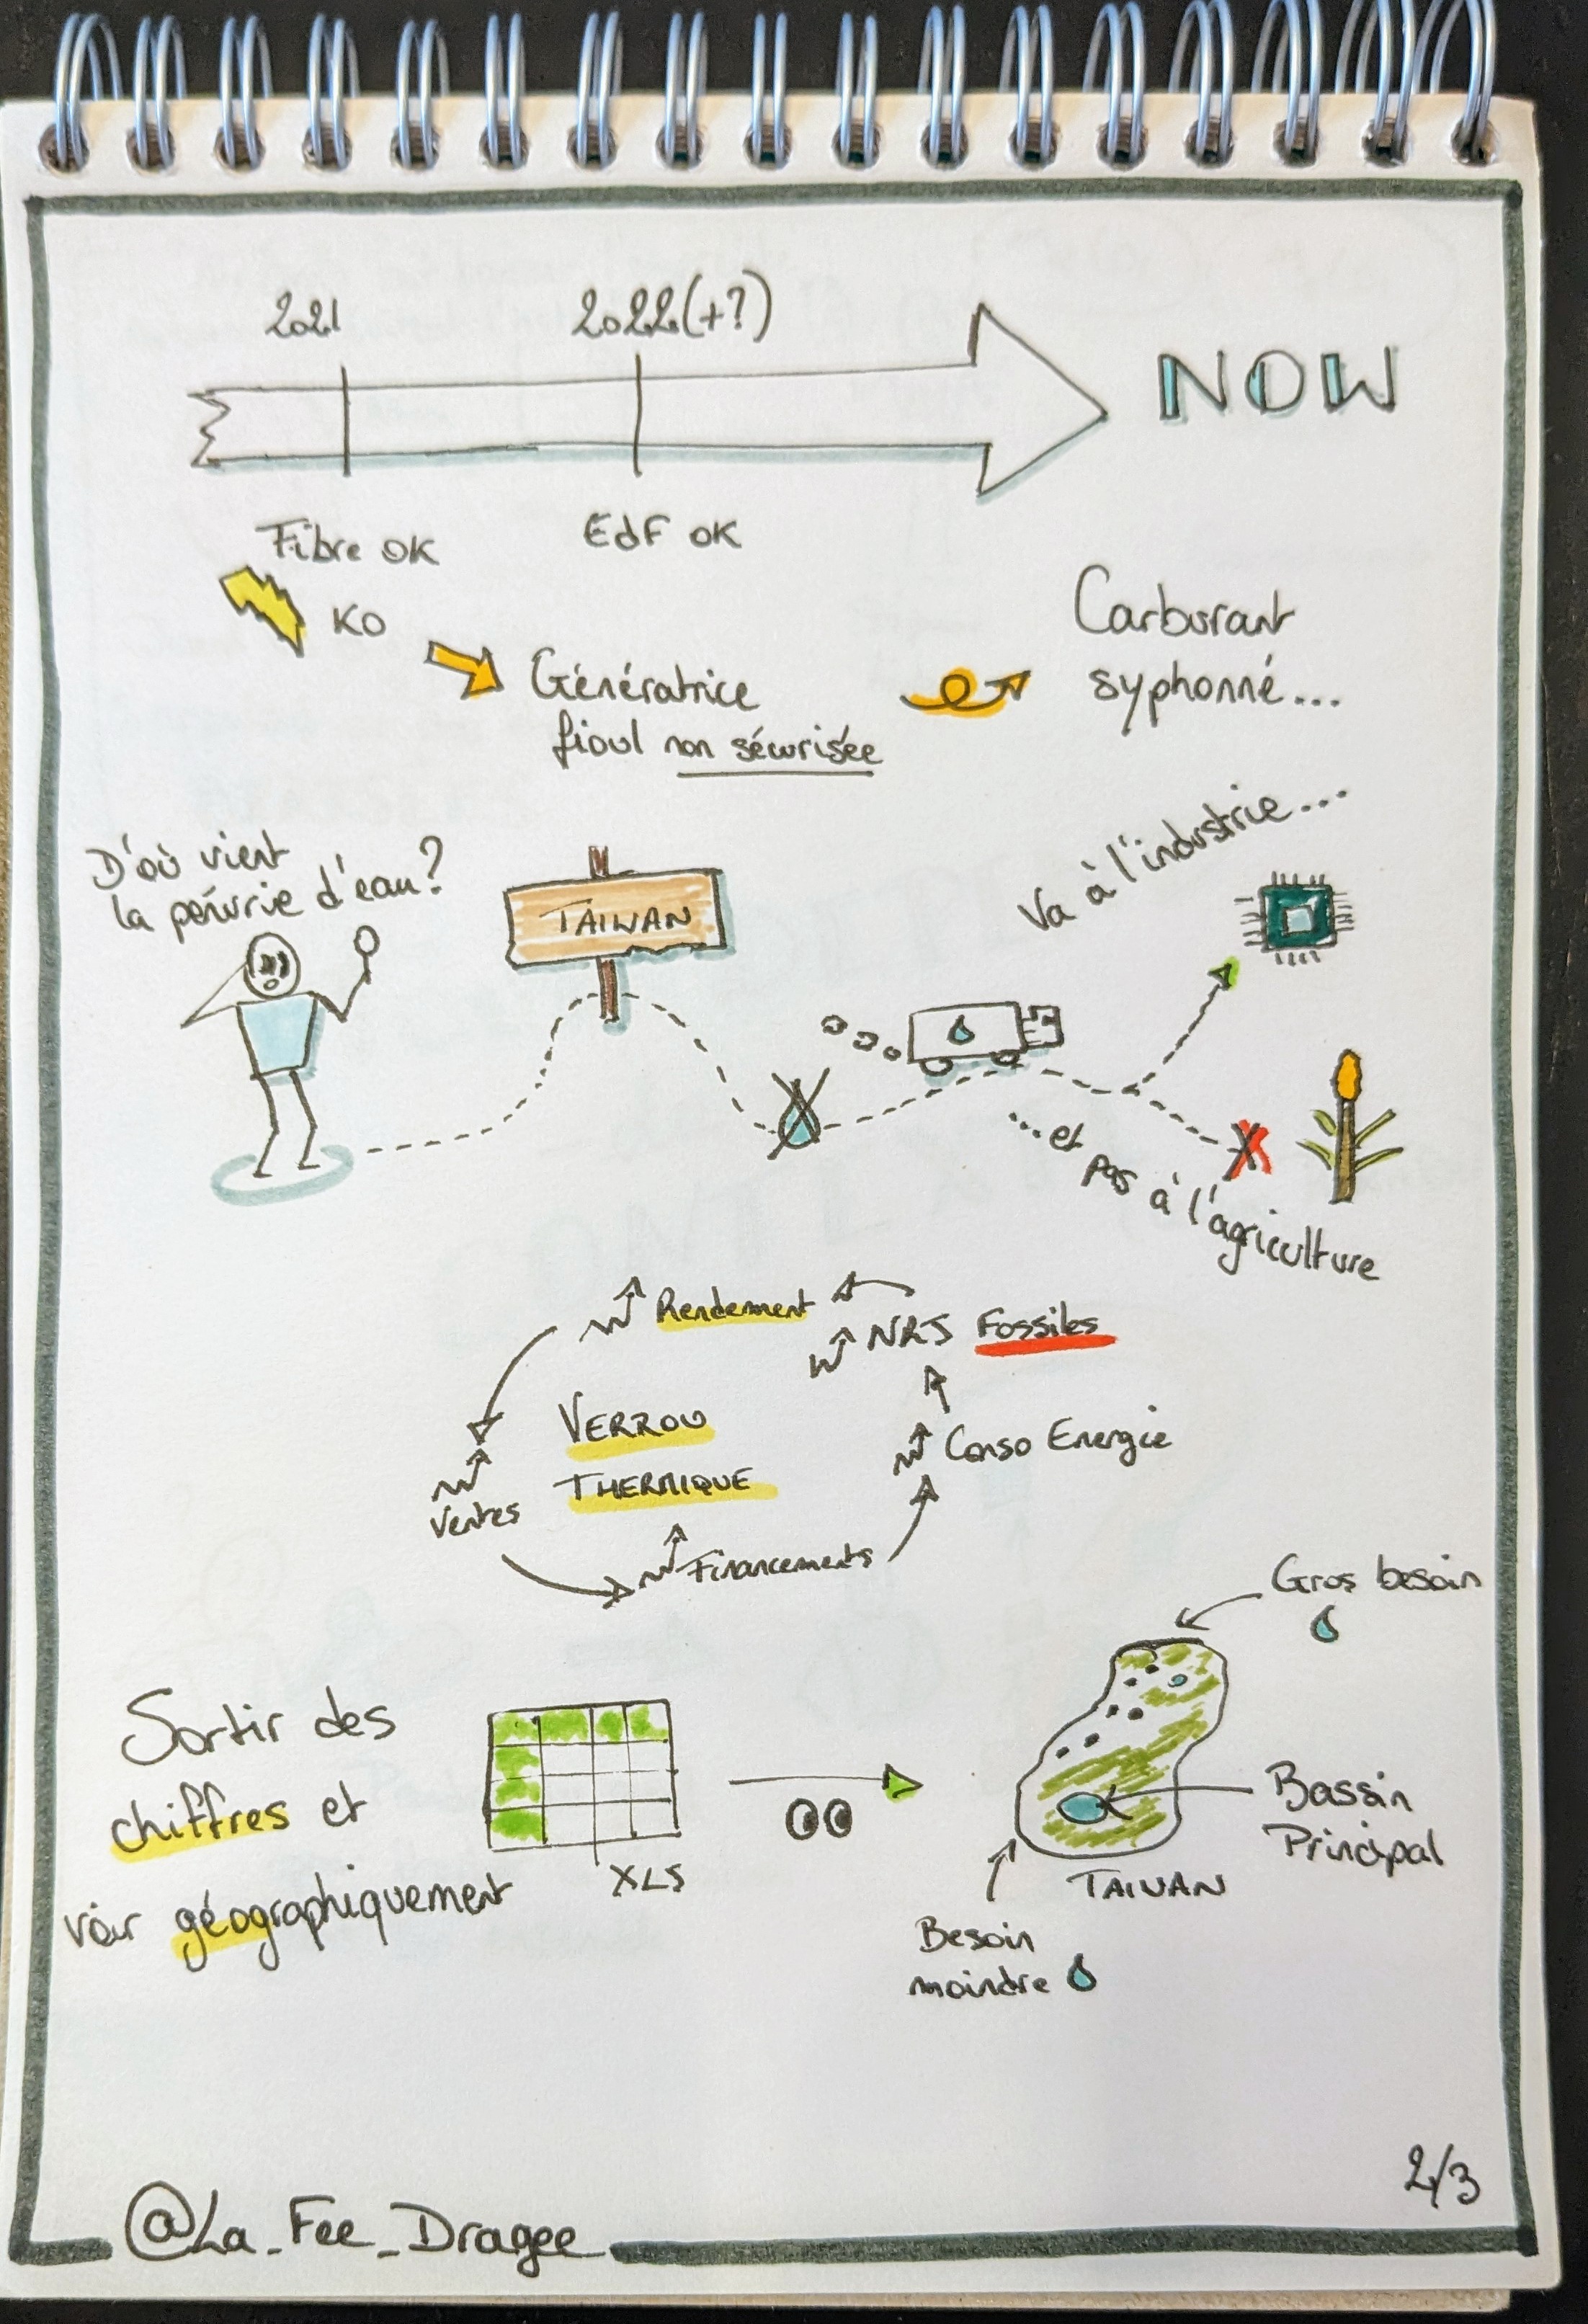 2021
2022(+?)
NOW
Fibre OK
EdF OK
KO
Génératrice
fioul non sécurisée
Carburant
syphonné...
D'où vient
la pénurie d'eau?
TAIWAN
Va à l'industrie...
...et pas à l'agriculture
Rendement
NRJ Fossiles
VERROU
THERMIQUE
Conso Energie
Ventes
Financements
Gros besoin
Sortir des
chiffres et
voir géographiquement
XLS
Bassin
Principal
TAIWAN
Besoin
moindre
2/3
@La_Fee_Dragee